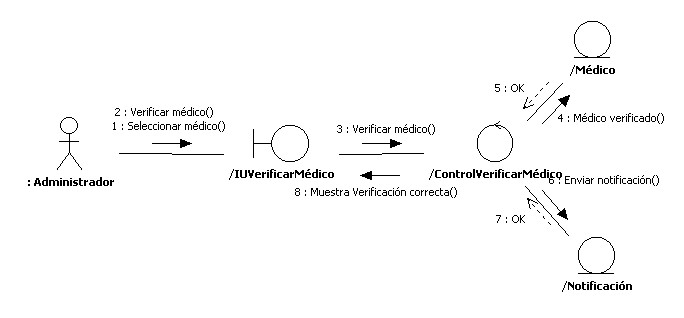 /Médico
5 : OK
2 : Verificar médico()
1 : Seleccionar médico()
3 : Verificar médico()
4 : Médico verificado()
: Administrador
/IUVerificarMédico
/ControlVerificarMédico
6 : Enviar notificación()
8 : Muestra Verificación correcta()
7 : OK
/Notificación